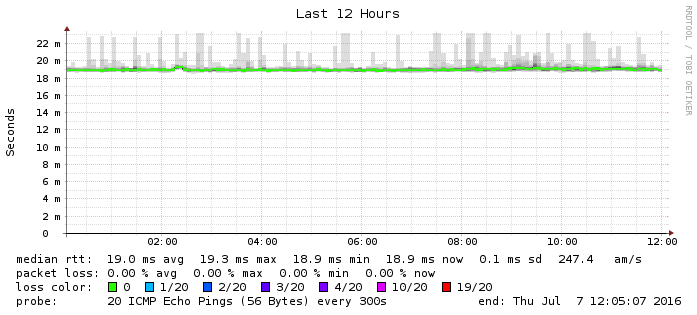 Last 12 Hours
RRDTOOL / TOBI OETIKER
Seconds
22 m
20 m
18 m
16 m
14 m
12 m
10 m
8 m
6 m
4 m
2 m
0
02:00 04:00 06:00 08:00 10:00 12:00
median rtt: 19.0 ms avg 19.3 ms max 18.9 ms min 18.9 ms now 0.1 ms sd 247.4 am/s
packet loss: 0.00 % avg 0.00 % max 0.00 % min 0.00 % now
loss color: 0 1/20 2/20 3/20 4/20 10/20 19/20
probe: 20 ICMP Echo Pings (56 Bytes) every 300s end: Thu Jul 7 12:05:07 2016